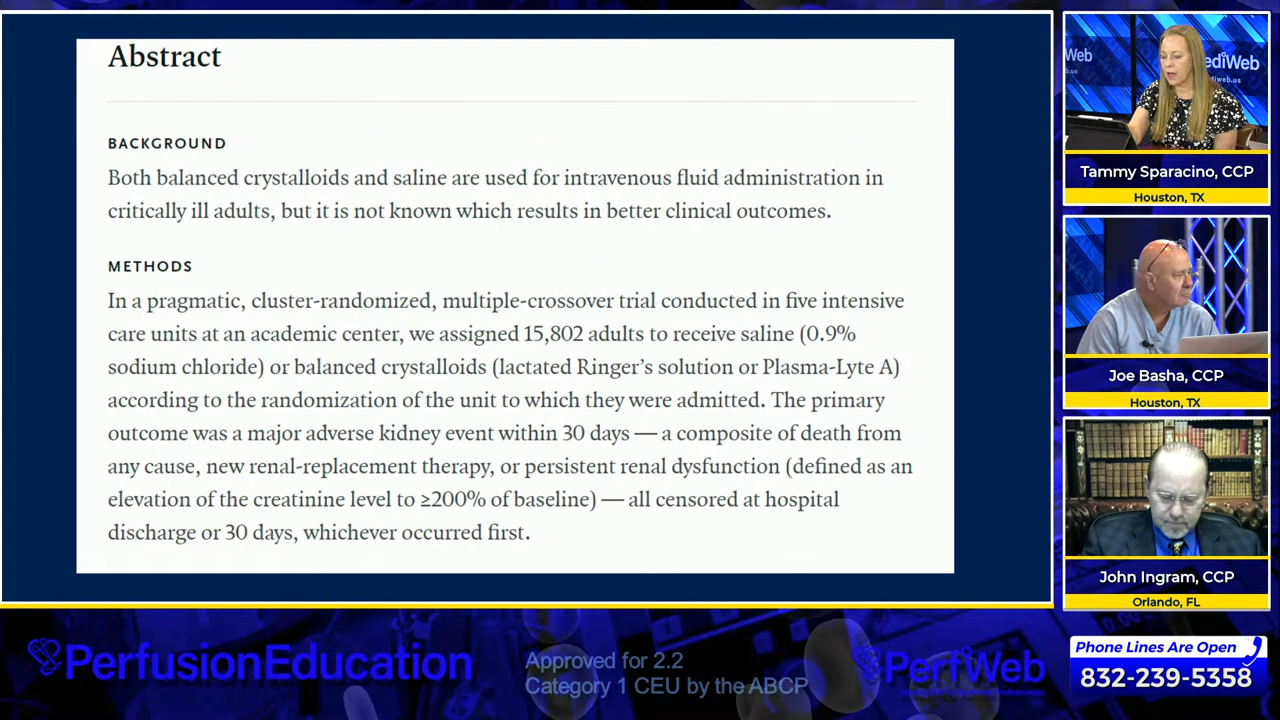 Abstract
BACKGROUND
Both balanced crystalloids and saline are used for intravenous fluid administration in
critically ill adults, but it is not known which results in better clinical outcomes.
METHODS
In a pragmatic, cluster-randomized, multiple-crossover trial conducted in five intensive
care units at an academic center, we assigned 15,802 adults to receive saline (0.9%
sodium chloride) or balanced crystalloids (lactated Ringer's solution or Plasma-Lyte A)
according to the randomization of the unit to which they were admitted. The primary
outcome was a major adverse kidney event within 30 days — a composite of death from
any cause, new renal-replacement therapy, or persistent renal dysfunction (defined as an
elevation of the creatinine level to ≥200% of baseline) — all censored at hospital
discharge or 30 days, whichever occurred first.
Web
ediWeb
Tammy Sparacino, CCP
Houston, TX
Joe Basha, CCP
Houston, TX
John Ingram, CCP
Orlando, FL
PerfusionEducation
Approved for 2.2
Category 1 CEU by the ABCP
PerfWeb
Phone Lines Are Open
832-239-5358